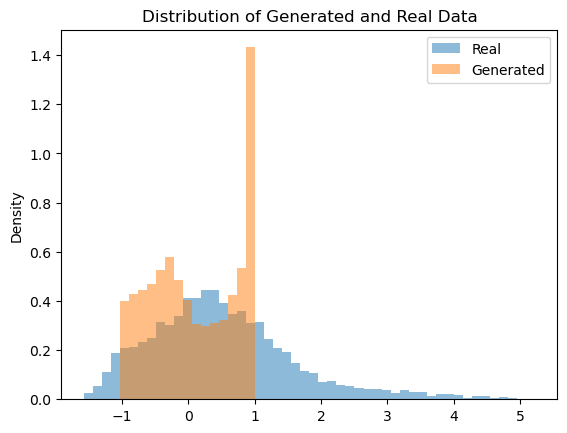 Distribution of Generated and Real Data
Real
Generated
Density
1.4
1.2
1.0
0.8
0.6
0.4
0.2
0.0
−1 0 1 2 3 4 5